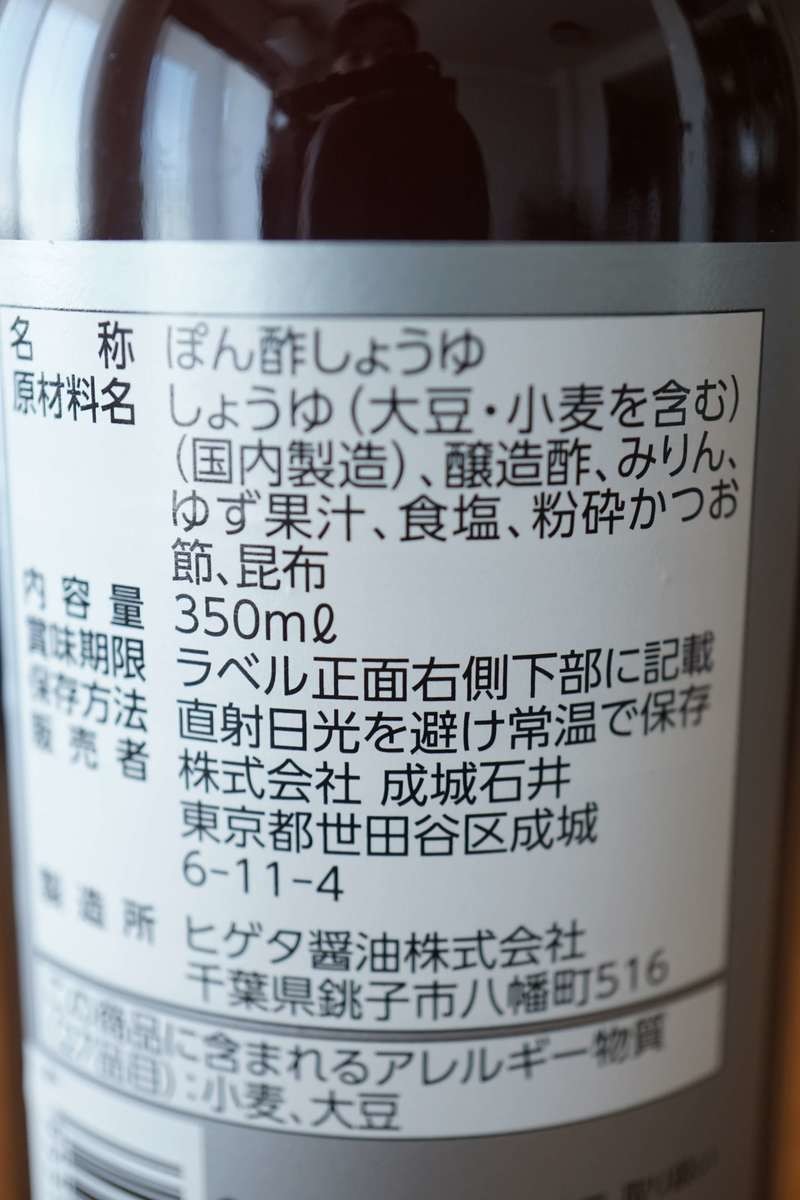 名称 ぽん酢しょうゆ
原材料名 しょうゆ(大豆・小麦を含む)
(国内製造)、醸造酢、みりん、
ゆず果汁、食塩、粉砕かつお
節、昆布
内容量 350mℓ
賞味期限 ラベル正面右側下部に記載
保存方法 直射日光を避け常温で保存
販売者 株式会社 成城石井
東京都世田谷区成城
6-11-4
製造所 ヒゲタ醤油株式会社
千葉県銚子市八幡町516
この商品に含まれるアレルギー物質
(27品目):小麦、大豆